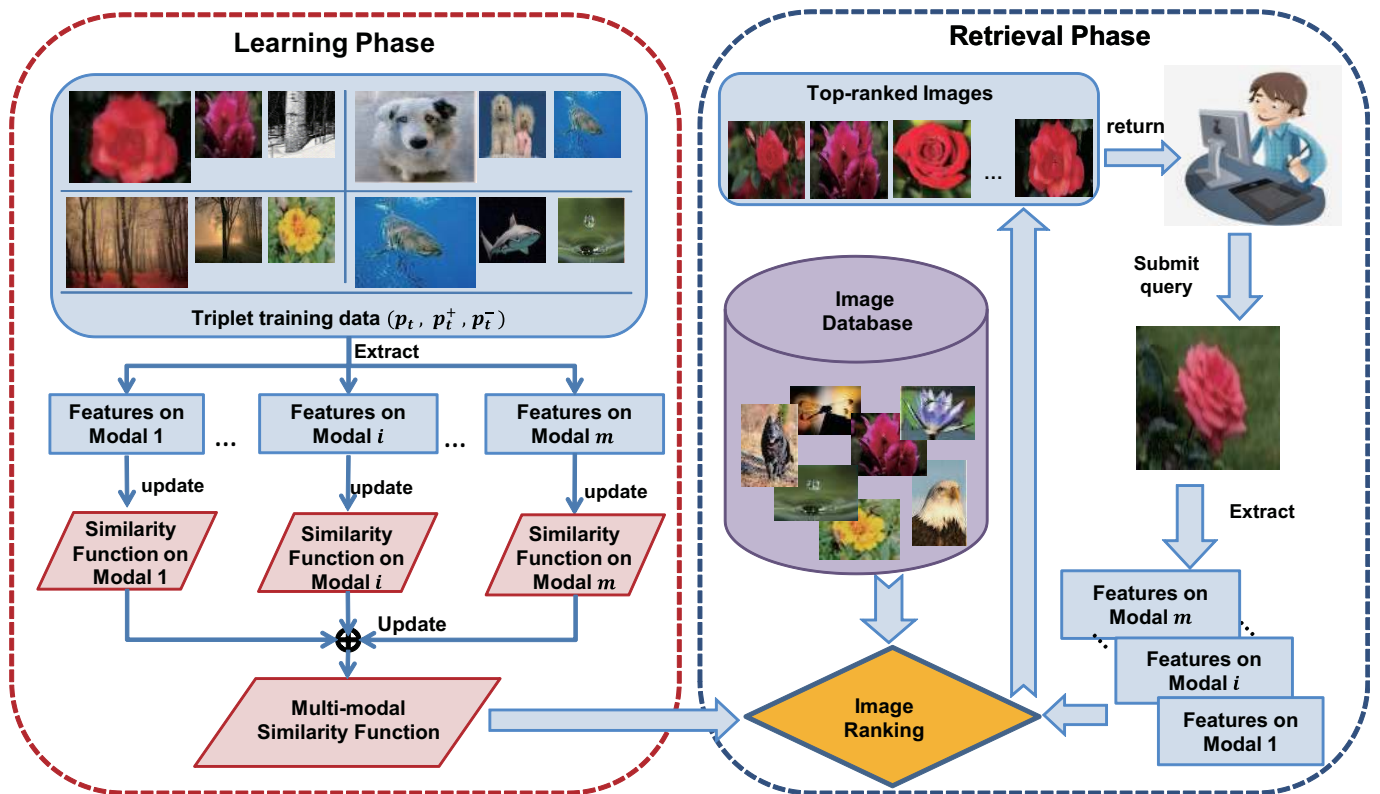 Learning Phase
Triplet training data (p_t , p_t^+ , p_t^-)
Extract
Features on
Modal 1
...
Features on
Modal i
...
Features on
Modal m
update
update
update
Similarity
Function on
Modal 1
Similarity
Function on
Modal i
Similarity
Function on
Modal m
Update
Multi-modal
Similarity Function
Retrieval Phase
Top-ranked Images
...
return
Submit
query
Image
Database
Extract
Features on
Modal m
Features on
Modal i
Features on
Modal 1
Image
Ranking